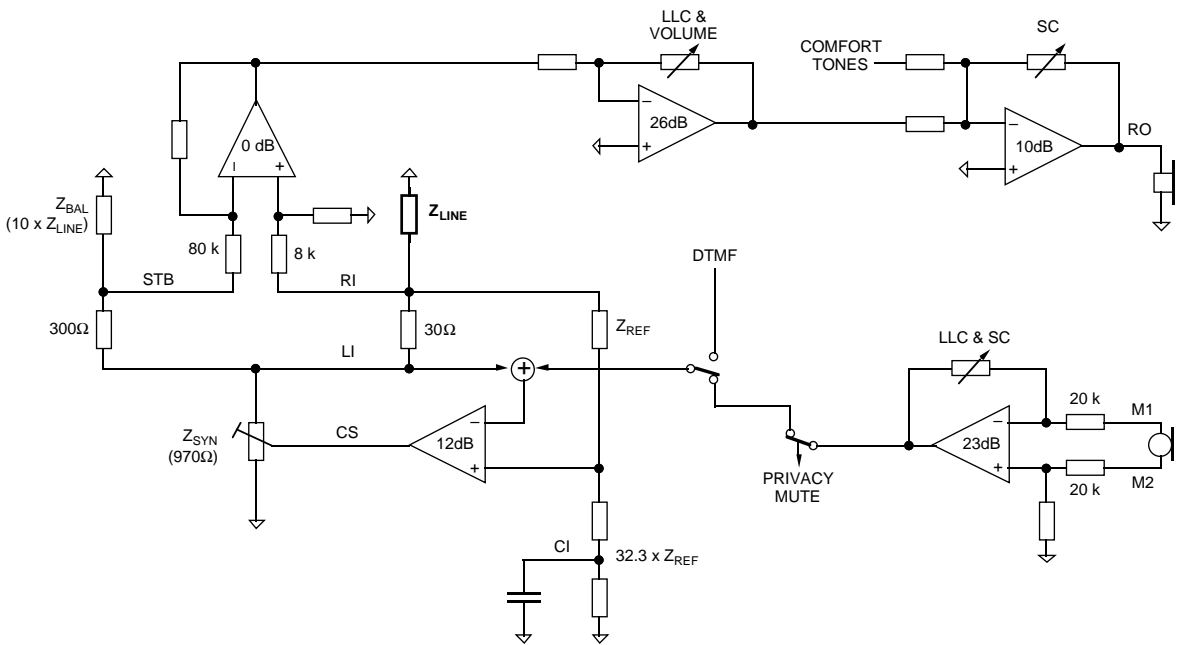 LLC &
VOLUME
SC
COMFORT
TONES
0 dB
–
+
–
+
26dB
–
+
10dB
RO
Z_BAL
(10 x Z_LINE)
Z_LINE
80 k
8 k
STB
RI
DTMF
300Ω
30Ω
Z_REF
LLC & SC
LI
+
20 k
M1
Z_SYN
(970Ω)
CS
12dB
–
+
23dB
–
+
PRIVACY
MUTE
20 k
M2
CI
32.3 x Z_REF